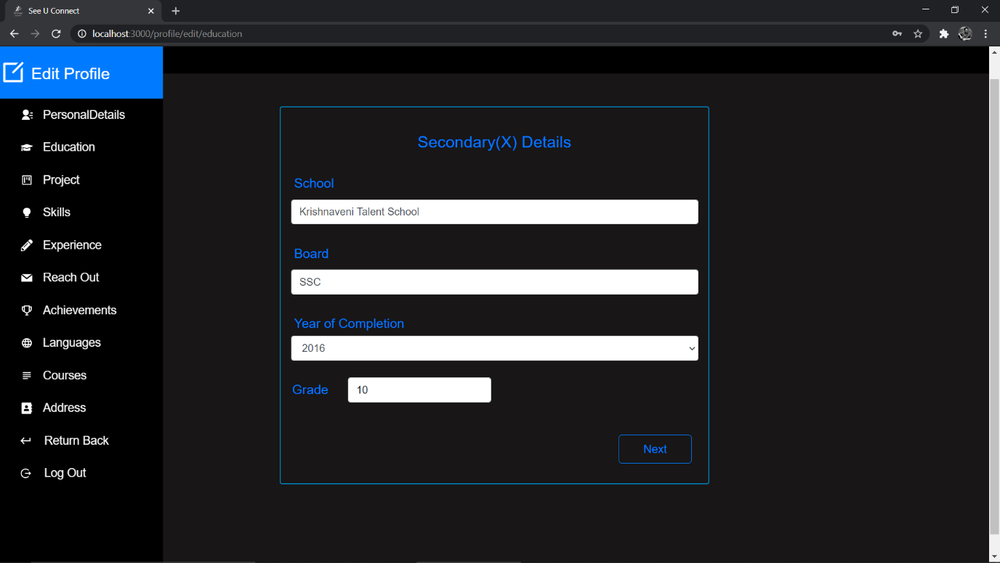 See U Connect
localhost:3000/profile/edit/education
Edit Profile
PersonalDetails
Education
Project
Skills
Experience
Reach Out
Achievements
Languages
Courses
Address
Return Back
Log Out
Secondary(X) Details
School
Krishnaveni Talent School
Board
SSC
Year of Completion
2016
Grade 10
Next